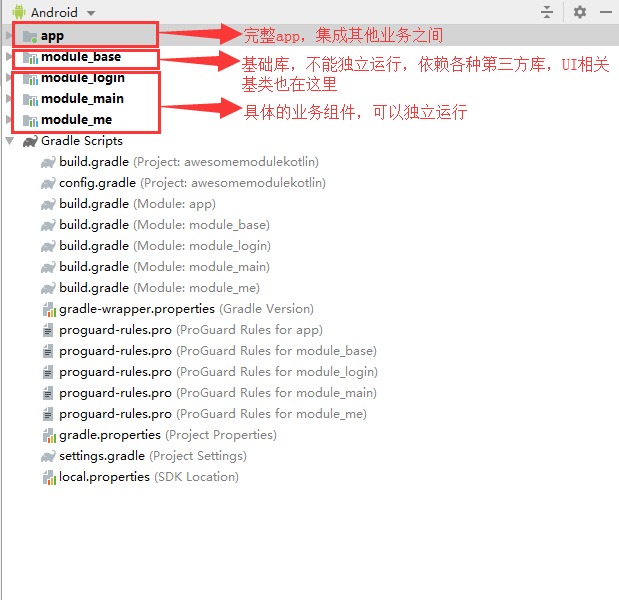 Android
app
完整app，集成其他业务之间
module_base
基础库，不能独立运行，依赖各种第三方库，UI相关
基类也在这里
module_login
module_main
具体的业务组件，可以独立运行
module_me
Gradle Scripts
build.gradle (Project: awesomemodulekotlin)
config.gradle (Project: awesomemodulekotlin)
build.gradle (Module: app)
build.gradle (Module: module_base)
build.gradle (Module: module_login)
build.gradle (Module: module_main)
build.gradle (Module: module_me)
gradle-wrapper.properties (Gradle Version)
proguard-rules.pro (ProGuard Rules for app)
proguard-rules.pro (ProGuard Rules for module_base)
proguard-rules.pro (ProGuard Rules for module_login)
proguard-rules.pro (ProGuard Rules for module_main)
proguard-rules.pro (ProGuard Rules for module_me)
gradle.properties (Project Properties)
settings.gradle (Project Settings)
local.properties (SDK Location)